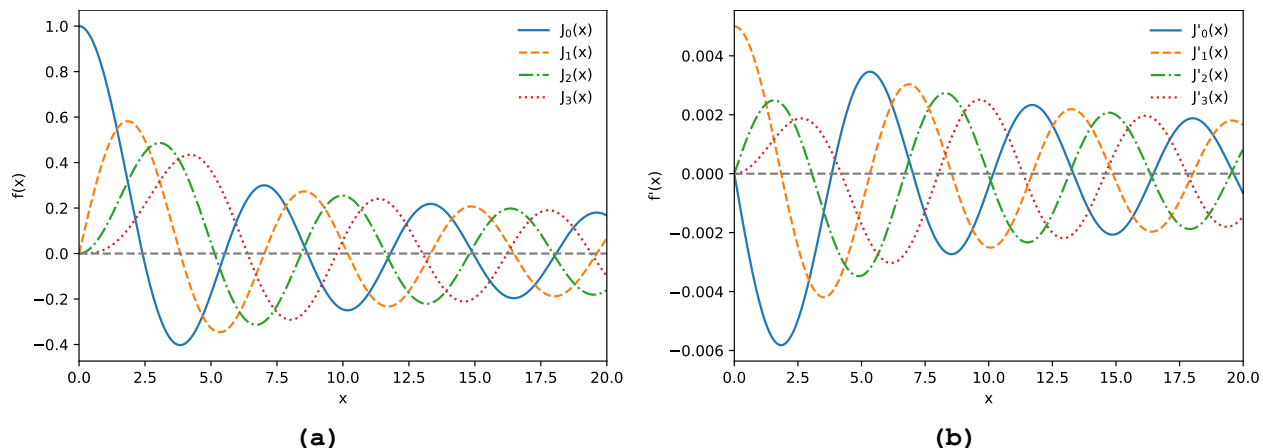 1.0
0.8
0.6
0.4
0.2
0.0
−0.2
−0.4
f(x)
0.0 2.5 5.0 7.5 10.0 12.5 15.0 17.5 20.0
x
J₀(x)
J₁(x)
J₂(x)
J₃(x)
(a)
0.004
0.002
0.000
−0.002
−0.004
−0.006
f'(x)
0.0 2.5 5.0 7.5 10.0 12.5 15.0 17.5 20.0
x
J'₀(x)
J'₁(x)
J'₂(x)
J'₃(x)
(b)